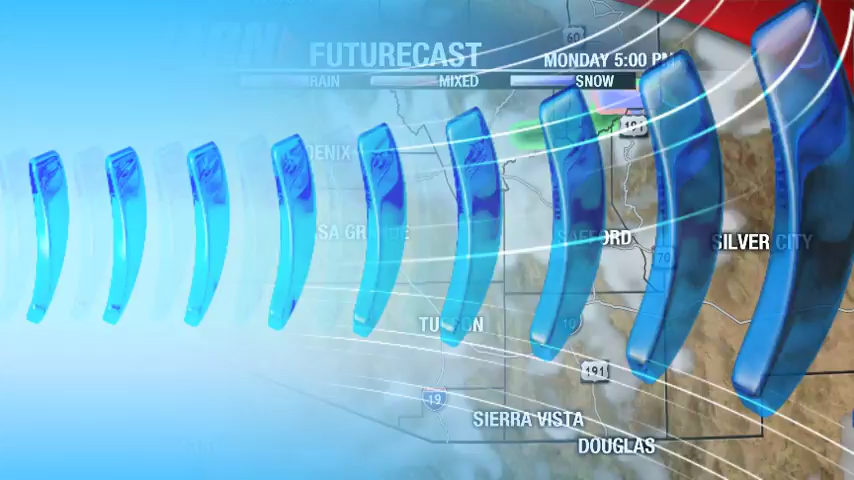 60
FUTURECAST
MONDAY 5:00 PM
RAIN
MIXED
SNOW
191
SAFFORD
SILVER CITY
70
TUCSON
10
191
19
SIERRA VISTA
DOUGLAS